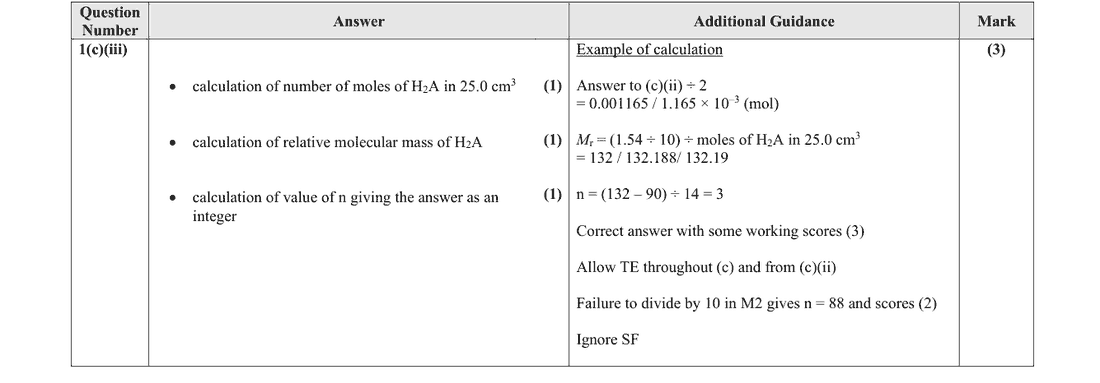 Question Number
Answer
Additional Guidance
Mark
1(c)(iii)
Example of calculation
(3)
• calculation of number of moles of H₂A in 25.0 cm³ (1)
Answer to (c)(ii) ÷ 2
= 0.001165 / 1.165 × 10⁻³ (mol)
• calculation of relative molecular mass of H₂A (1)
Mᵣ = (1.54 ÷ 10) ÷ moles of H₂A in 25.0 cm³
= 132 / 132.188/ 132.19
• calculation of value of n giving the answer as an
integer
(1)
n = (132 – 90) ÷ 14 = 3
Correct answer with some working scores (3)
Allow TE throughout (c) and from (c)(ii)
Failure to divide by 10 in M2 gives n = 88 and scores (2)
Ignore SF